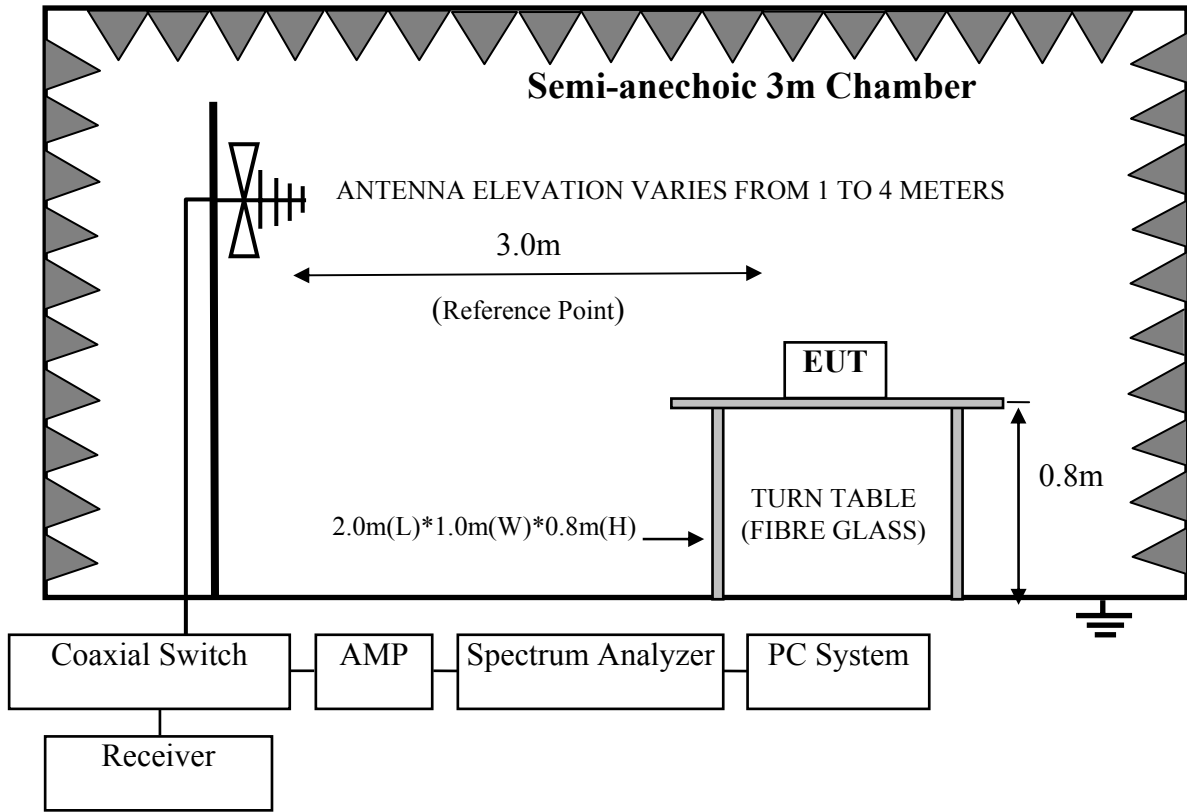 Semi-anechoic 3m Chamber
ANTENNA ELEVATION VARIES FROM 1 TO 4 METERS
3.0m
(Reference Point)
EUT
0.8m
TURN TABLE
(FIBRE GLASS)
2.0m(L)*1.0m(W)*0.8m(H)
Coaxial Switch
AMP
Spectrum Analyzer
PC System
Receiver